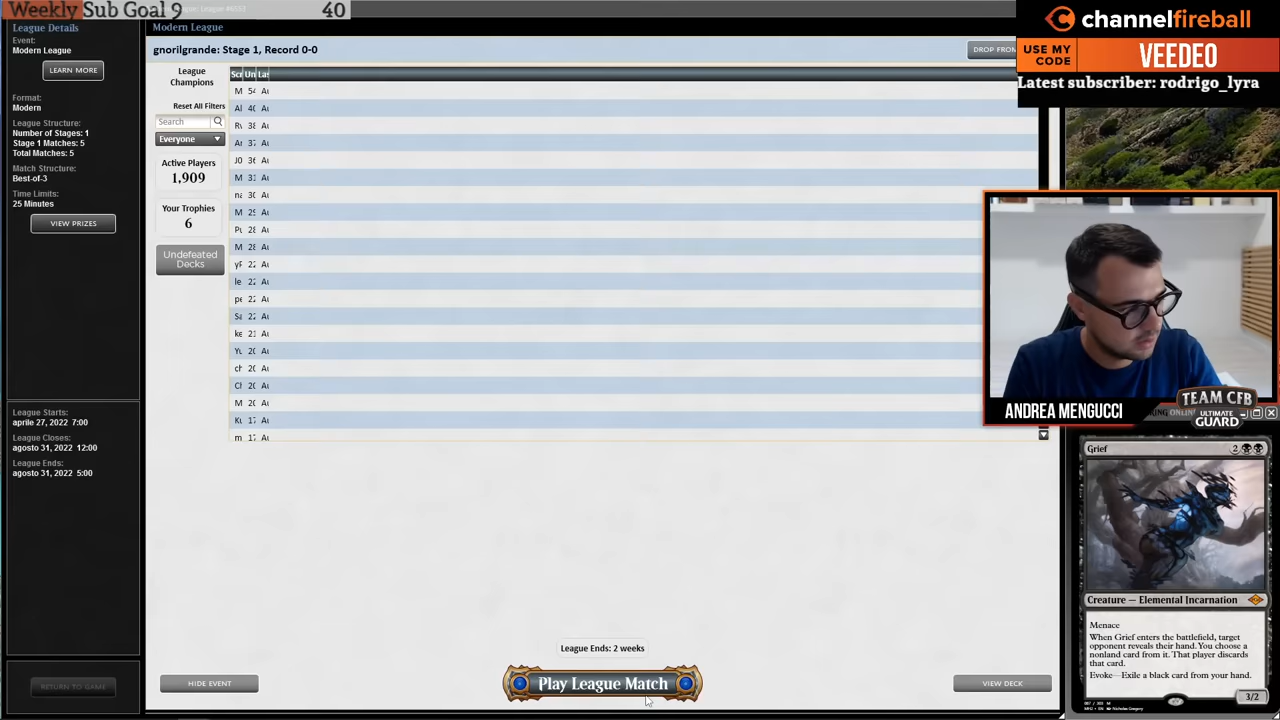 Weekly Sub Goal 9 40
League Details
Event:
Modern League
LEARN MORE
Format:
Modern
League Structure:
Number of Stages: 1
Stage 1 Matches: 5
Total Matches: 5
Match Structure:
Best-of-3
Time Limits:
25 Minutes
VIEW PRIZES
League Starts:
aprile 27, 2022 7:00
League Closes:
agosto 31, 2022 12:00
League Ends:
agosto 31, 2022 5:00
RETURN TO GAME
Modern League
gnorilgrande: Stage 1, Record 0-0
DROP FROM
League
Champions
Reset All Filters
Search
Everyone
Active Players
1,909
Your Trophies
6
Undefeated
Decks
League Ends: 2 weeks
Play League Match
HIDE EVENT
VIEW DECK
channelfireball
USE MY
CODE
VEEDEO
Latest subscriber: rodrigo_lyra
ANDREA MENGUCCI
TEAM CFB
ULTIMATE
GUARD
Grief 2
Creature — Elemental Incarnation
Menace
When Grief enters the battlefield, target
opponent reveals their hand. You choose a
nonland card from it. That player discards
that card.
Evoke—Exile a black card from your hand.
3/2